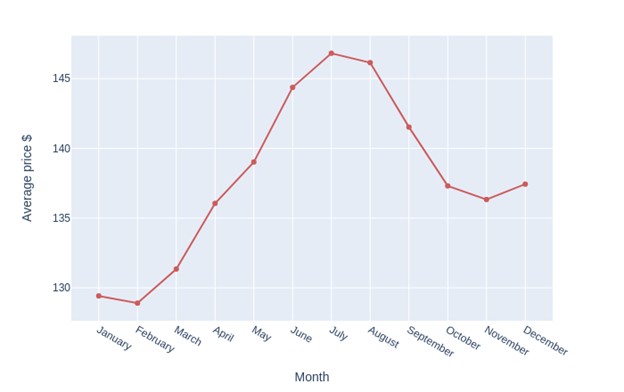 145
140
135
130
Average price $
January
February
March
April
May
June
July
August
September
October
November
December
Month